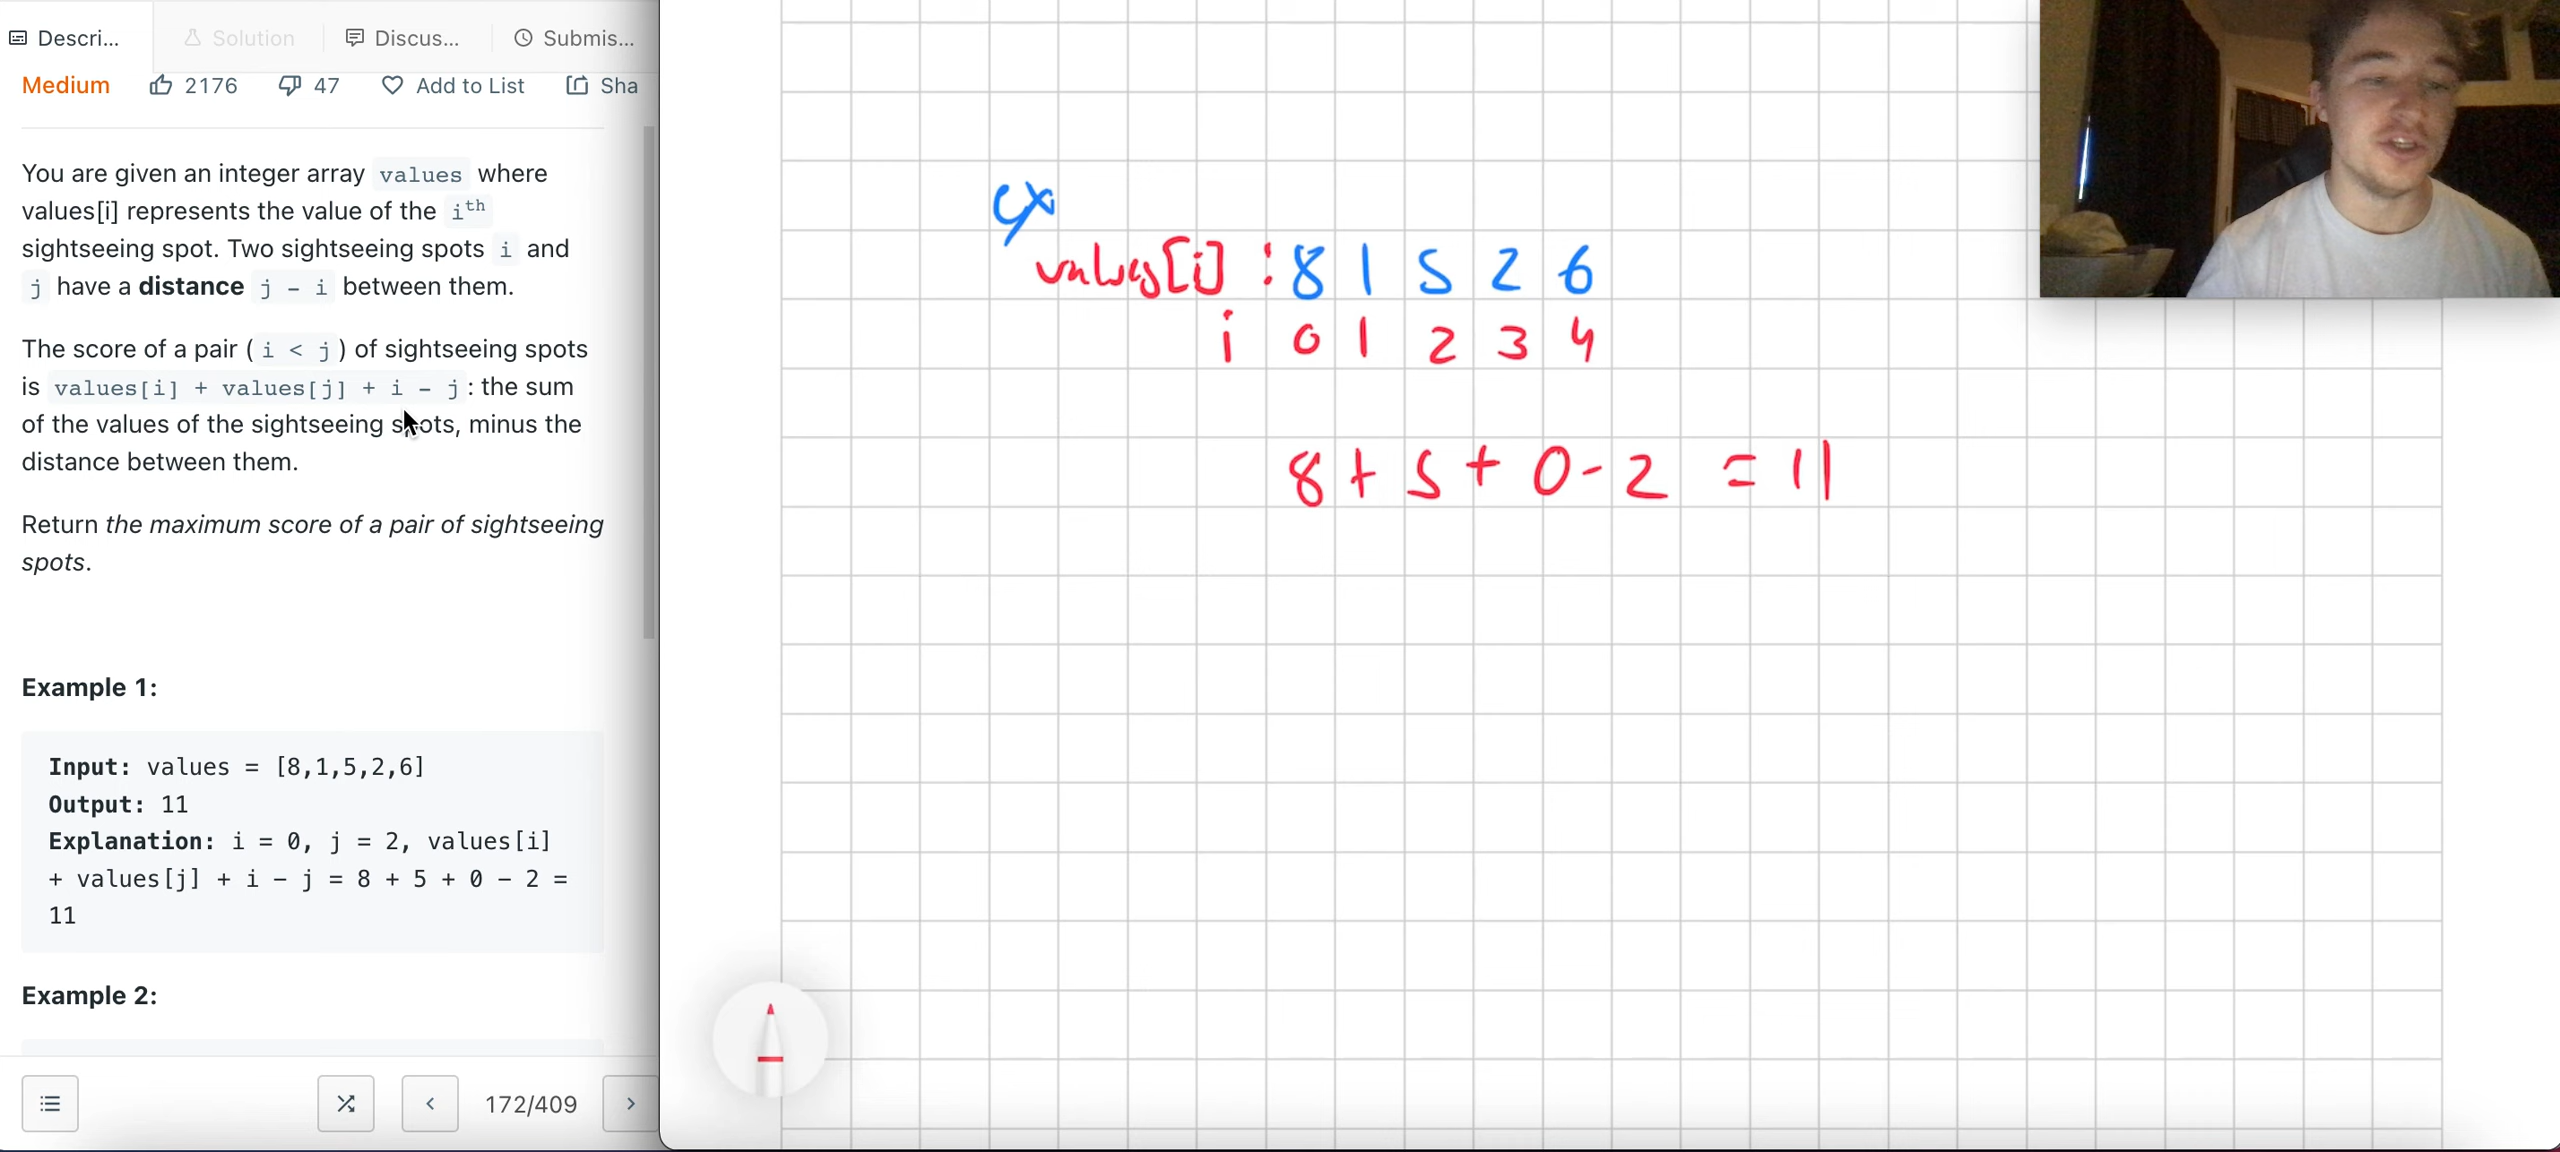 Descri...
Solution
Discus...
Submis...
Medium
2176
47
Add to List
Sha
You are given an integer array values where
values[i] represents the value of the ith
sightseeing spot. Two sightseeing spots i and
j have a distance j - i between them.
The score of a pair (i < j) of sightseeing spots
is values[i] + values[j] + i - j: the sum
of the values of the sightseeing spots, minus the
distance between them.
Return the maximum score of a pair of sightseeing
spots.
Example 1:
Input: values = [8,1,5,2,6]
Output: 11
Explanation: i = 0, j = 2, values[i]
+ values[j] + i - j = 8 + 5 + 0 - 2 =
11
Example 2:
172/409
ex
values[i] : 8 1 5 2 6
i 0 1 2 3 4
8 + 5 + 0 - 2 = 11